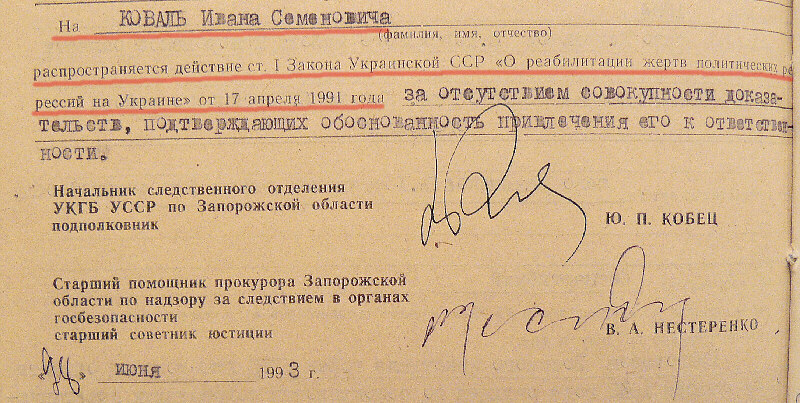 На КОВАЛЬ Ивана Семеновича
(фамилия, имя, отчество)
распространяется действие ст. I Закона Украинской ССР «О реабилитации жертв политических ре
рессий на Украине» от 17 апреля 1991 года за отсутствием совокупности доказа-
тельств, подтверждающих обоснованность привлечения его к ответствен-
ности.
Начальник следственного отделения
УКГБ УССР по Запорожской области
подполковник
Ю. П. КОБЕЦ
Старший помощник прокурора Запорожской
области по надзору за следствием в органах
госбезопасности
старший советник юстиции
В. А. НЕСТЕРЕНКО
июня 1993 г.